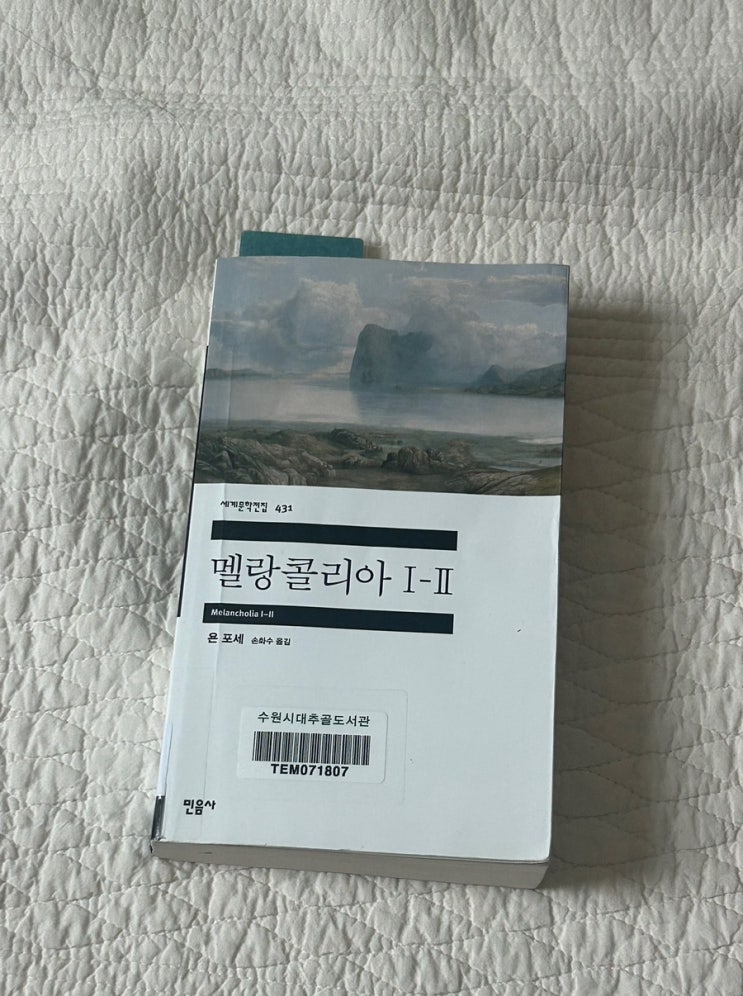 세계문학전집 431
멜랑콜리아 I-II
Melancholia I-II
욘 포세 손화수 옮김
수원시대추골도서관
TEM071807
민음사